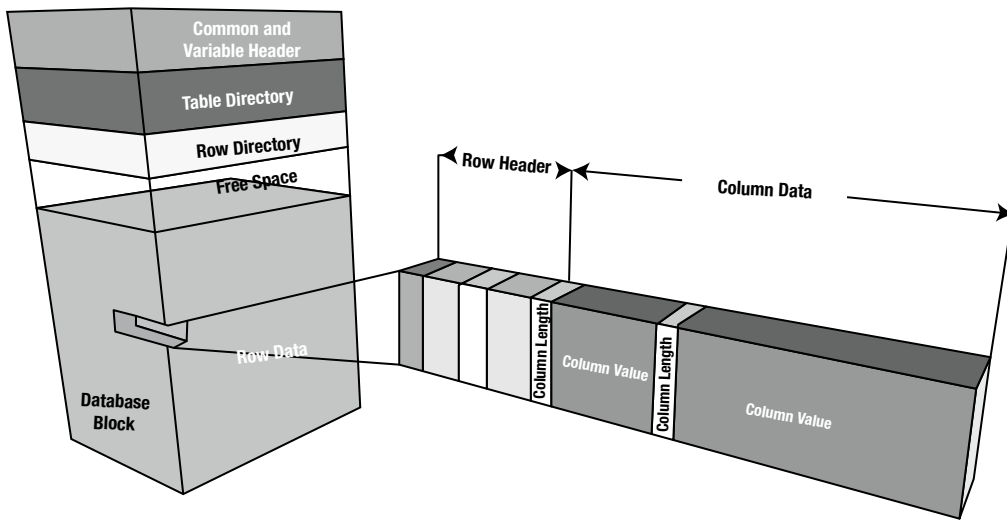 Common and
Variable Header
Table Directory
Row Directory
Free Space
Row Data
Database
Block
Row Header
Column Data
Column Length
Column Value
Column Length
Column Value